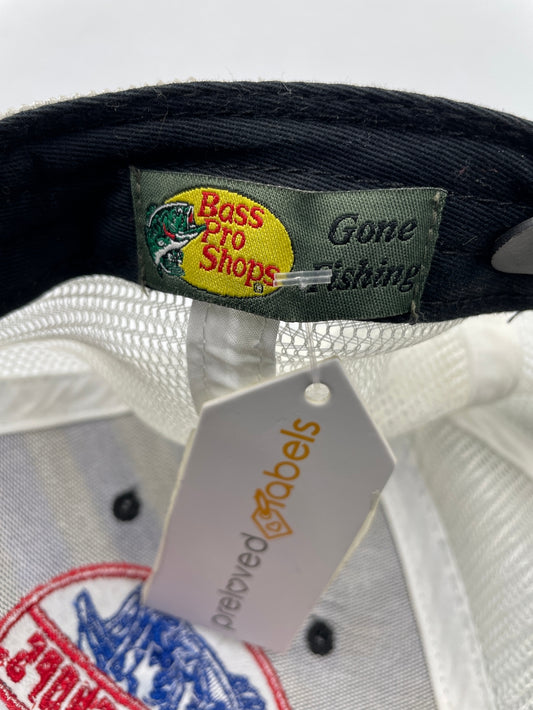 Bass
Pro
Shops
Gone
Fishing
preloved
labels